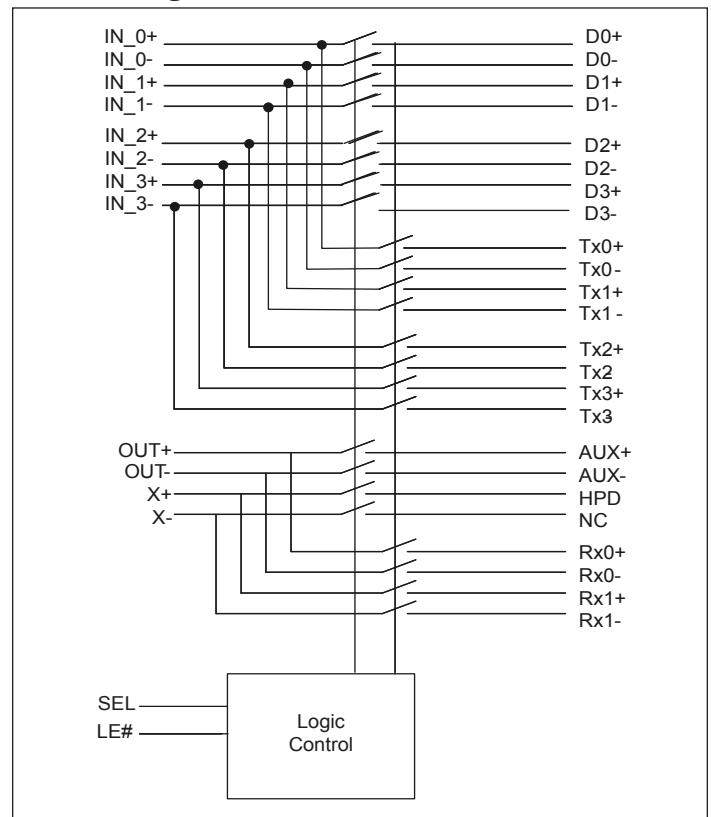 IN_0+ D0+
IN_0- D0-
IN_1+ D1+
IN_1- D1-
IN_2+ D2+
IN_2- D2-
IN_3+ D3+
IN_3- D3-
Tx0+
Tx0-
Tx1+
Tx1-
Tx2+
Tx2
Tx3+
Tx3
OUT+ AUX+
OUT- AUX-
X+ HPD
X- NC
Rx0+
Rx0-
Rx1+
Rx1-
SEL
LE#
Logic
Control